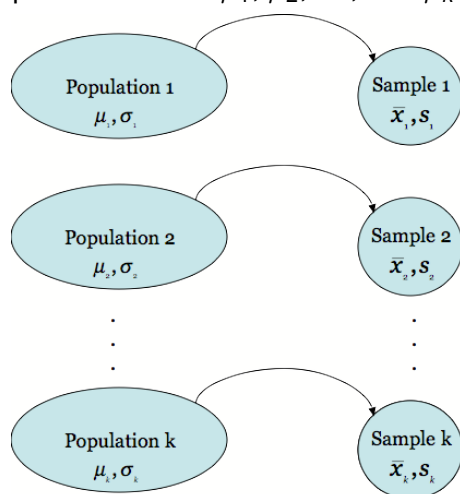 Population 1
μ₁,σ₁
Sample 1
x̄₁,s₁
Population 2
μ₂,σ₂
Sample 2
x̄₂,s₂
Population k
μₖ,σₖ
Sample k
x̄ₖ,sₖ